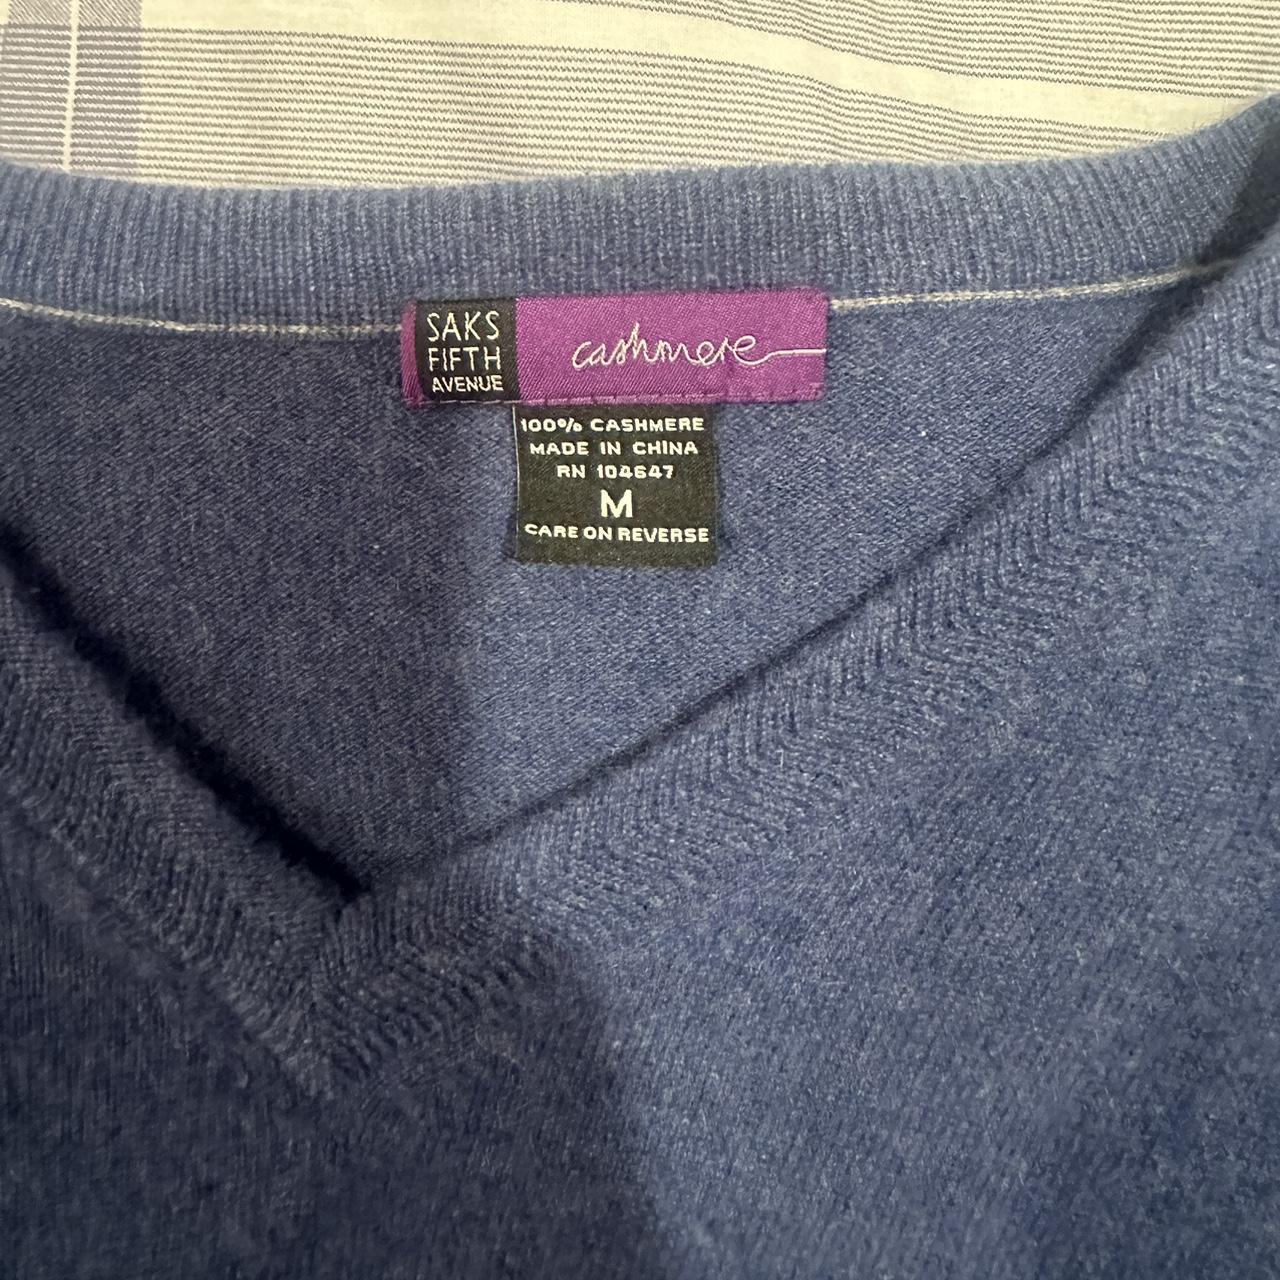 SAKS
FIFTH
AVENUE
cashmere
100% CASHMERE
MADE IN CHINA
RN 104647
M
CARE ON REVERSE